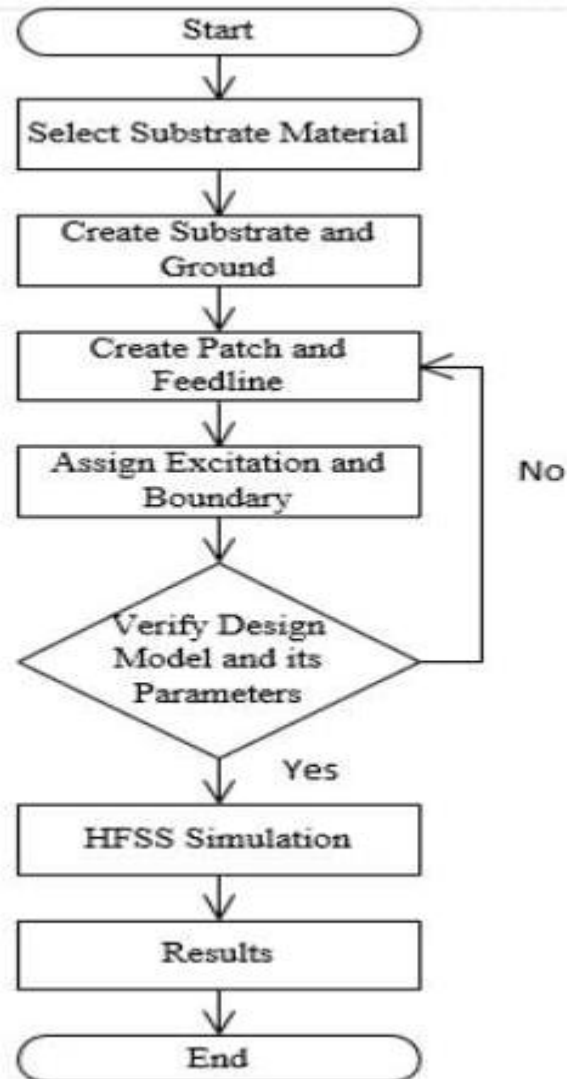 Start
Select Substrate Material
Create Substrate and
Ground
Create Patch and
Feedline
Assign Excitation and
Boundary
No
Verify Design
Model and its
Parameters
Yes
HFSS Simulation
Results
End